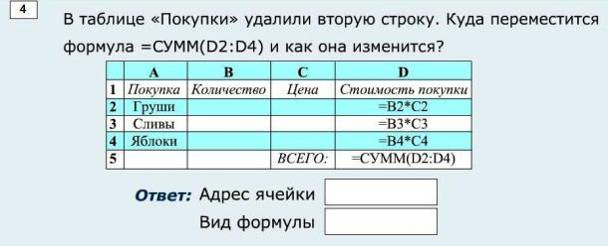 4
В таблице «Покупки» удалили вторую строку. Куда переместится
формула =СУММ(D2:D4) и как она изменится?
A B C D
1 Покупка Количество Цена Стоимость покупки
2 Груши =B2*C2
3 Сливы =B3*C3
4 Яблоки =B4*C4
5 ВСЕГО: =СУММ(D2:D4)
Ответ: Адрес ячейки
Вид формулы